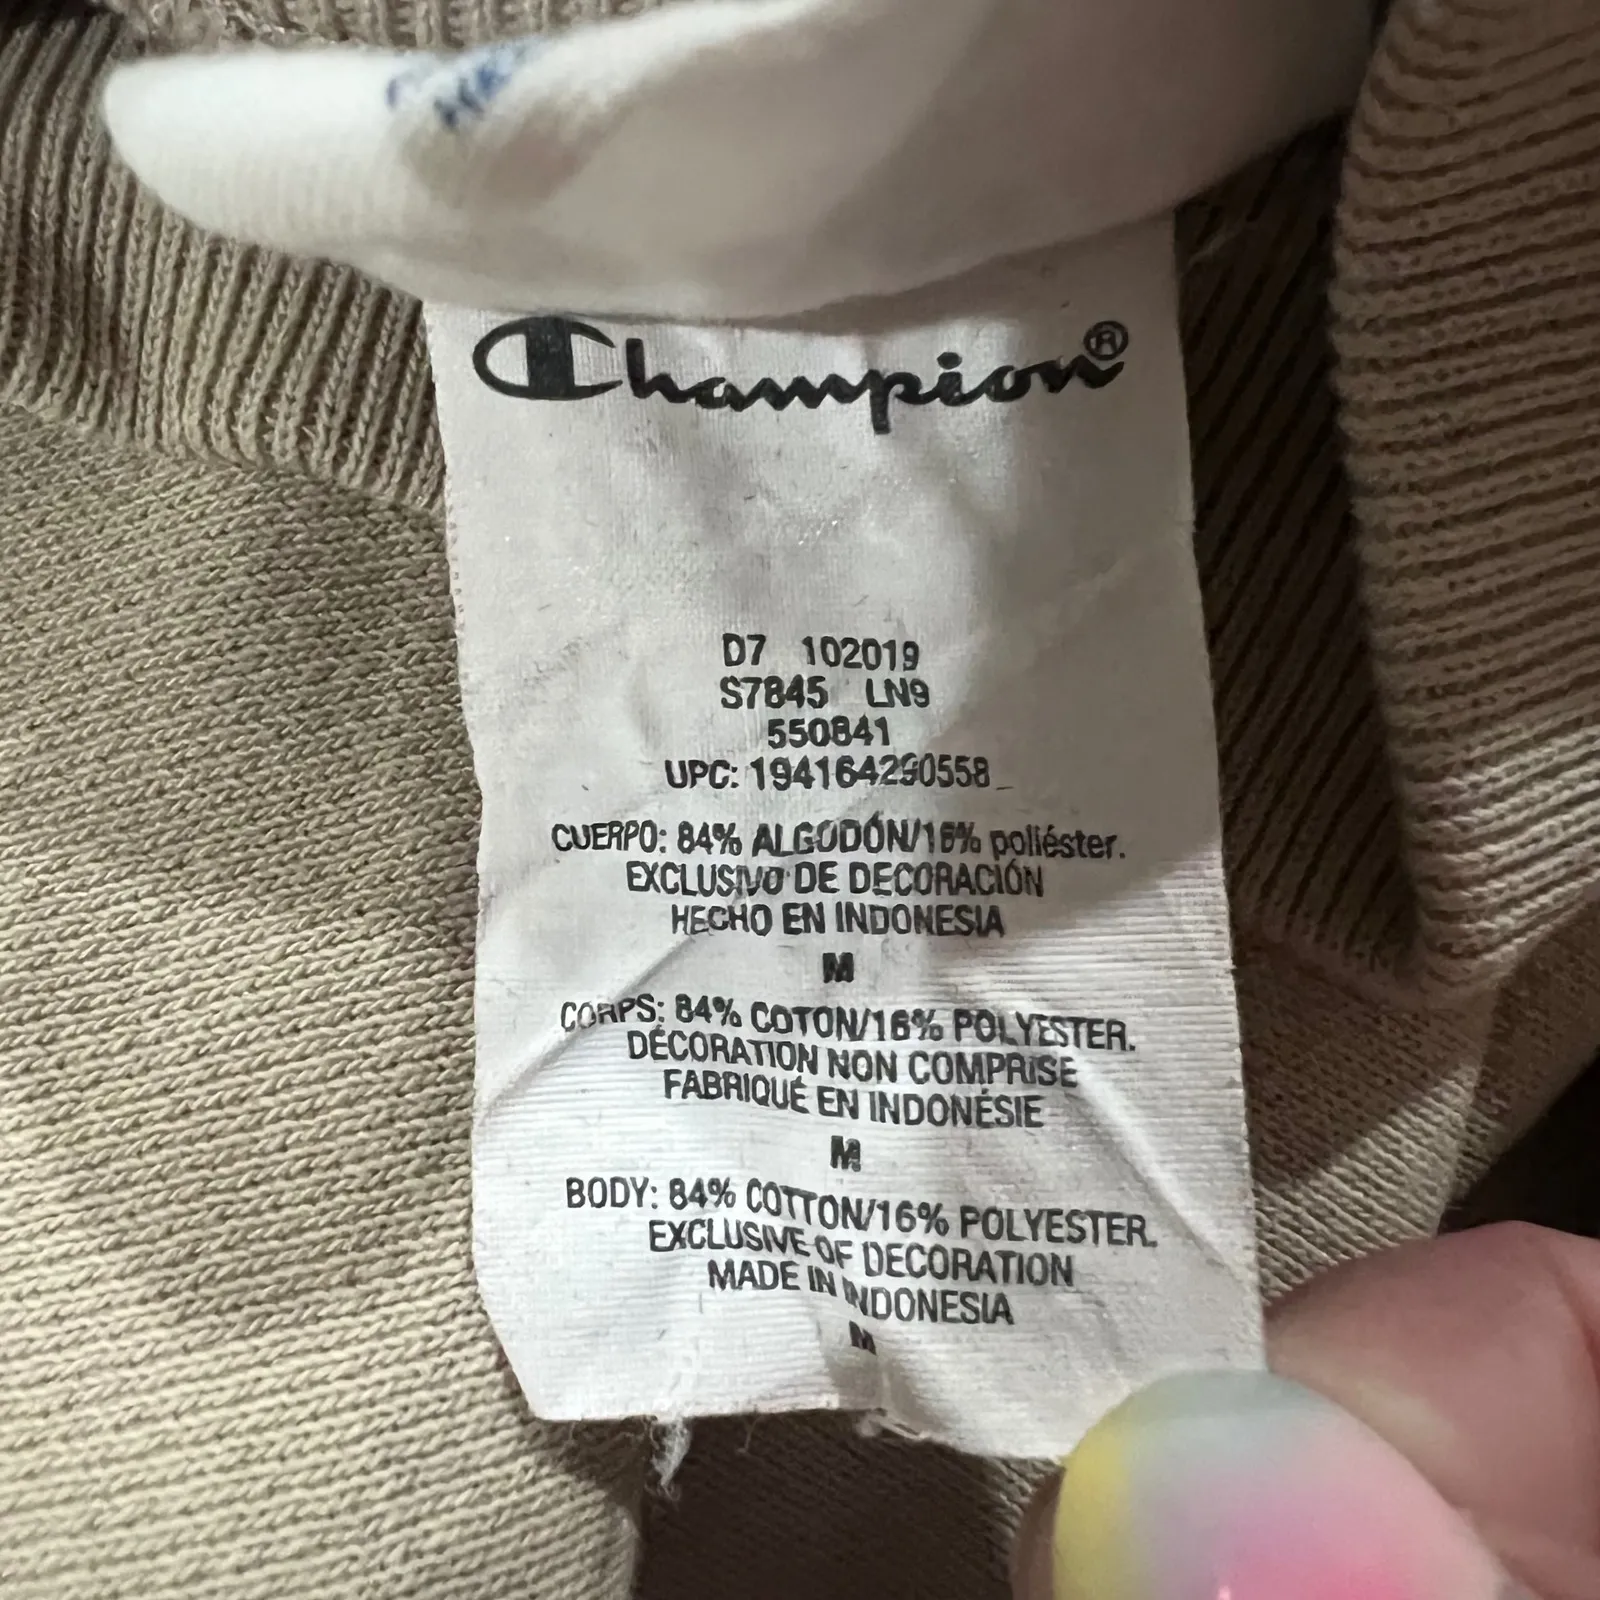 Champion®
D7 102019
S7845 LN9
550841
UPC: 194164290558
CUERPO: 84% ALGODÓN/16% poliéster.
EXCLUSIVO DE DECORACIÓN
HECHO EN INDONESIA
M
CORPS: 84% COTON/16% POLYESTER.
DÉCORATION NON COMPRISE
FABRIQUÉ EN INDONÉSIE
M
BODY: 84% COTTON/16% POLYESTER.
EXCLUSIVE OF DECORATION
MADE IN INDONESIA
M